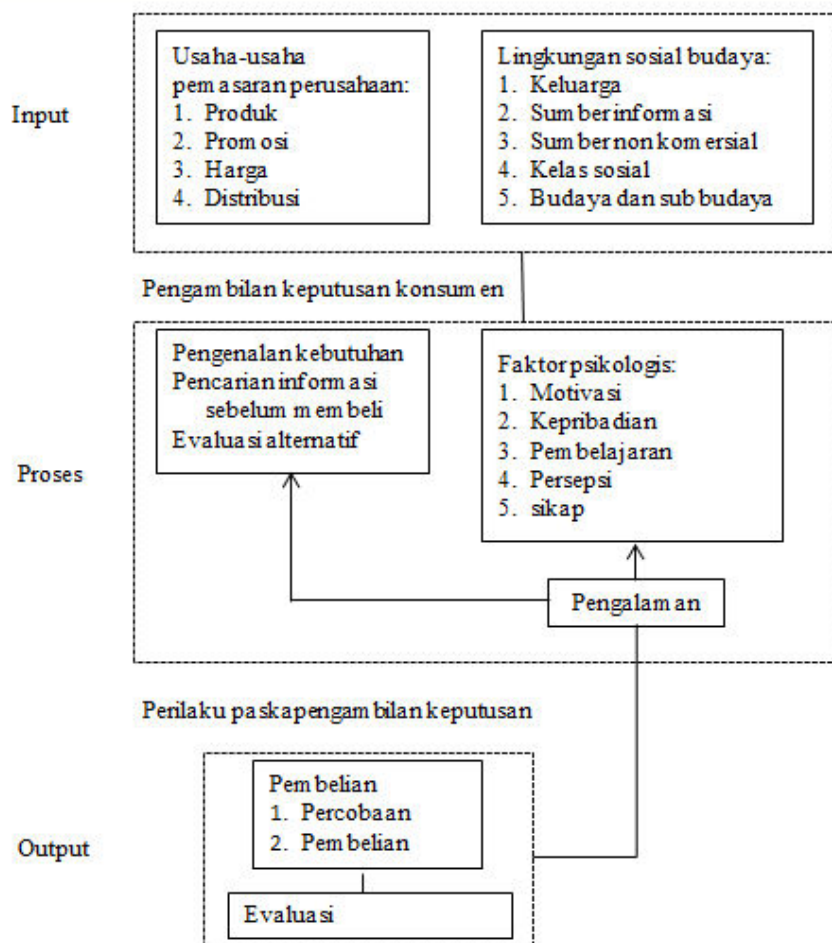 Input
Usaha-usaha
pemasaran perusahaan:
1. Produk
2. Promosi
3. Harga
4. Distribusi
Lingkungan sosial budaya:
1. Keluarga
2. Sumber informasi
3. Sumber non komersial
4. Kelas sosial
5. Budaya dan sub budaya
Pengambilan keputusan konsumen
Proses
Pengenalan kebutuhan
Pencarian informasi
sebelum membeli
Evaluasi alternatif
Faktor psikologis:
1. Motivasi
2. Kepribadian
3. Pembelajaran
4. Persepsi
5. sikap
Pengalaman
Perilaku paska pengambilan keputusan
Output
Pembelian
1. Percobaan
2. Pembelian
Evaluasi